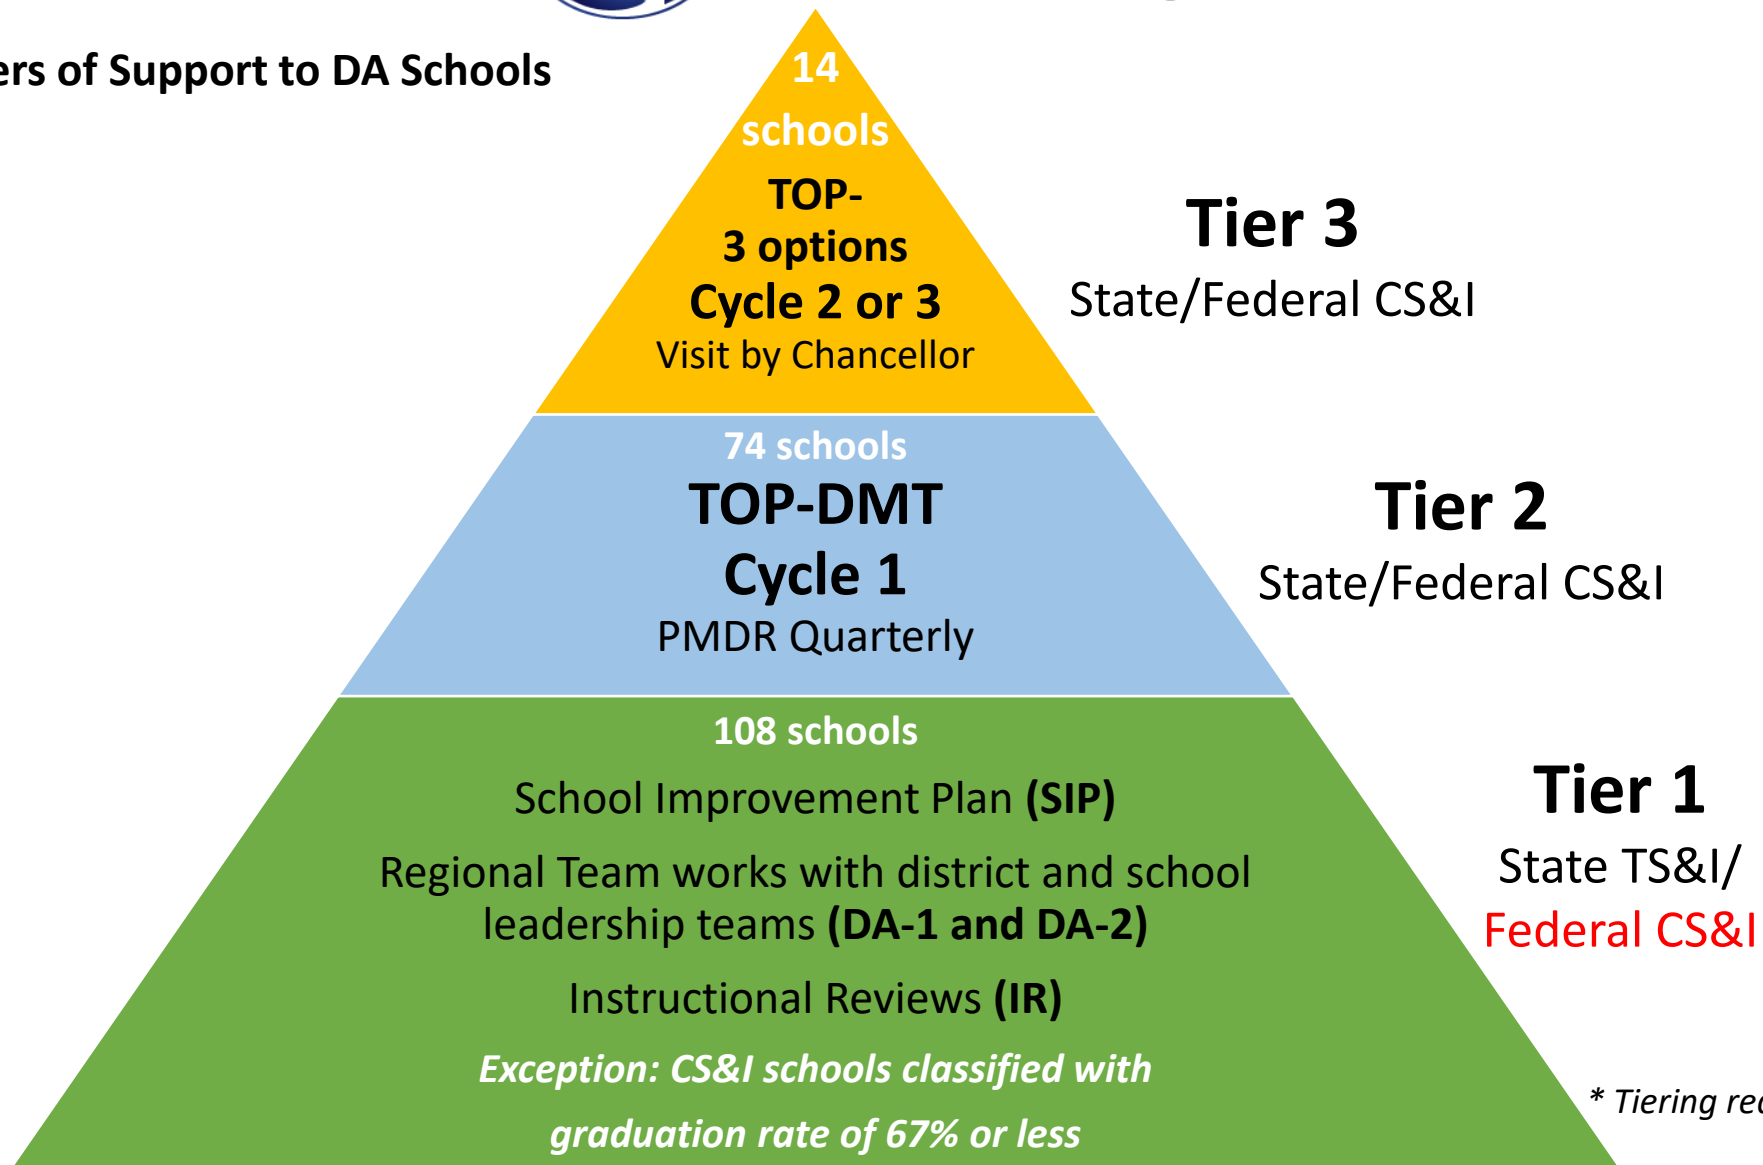 of Support to DA Schools
14
schools
TOP-
3 options
Cycle 2 or 3
Visit by Chancellor
Tier 3
State/Federal CS&I
74 schools
TOP-DMT
Cycle 1
PMDR Quarterly
Tier 2
State/Federal CS&I
108 schools
School Improvement Plan (SIP)
Regional Team works with district and school
leadership teams (DA-1 and DA-2)
Instructional Reviews (IR)
Exception: CS&I schools classified with
graduation rate of 67% or less
Tier 1
State TS&I/
Federal CS&I
* Tiering